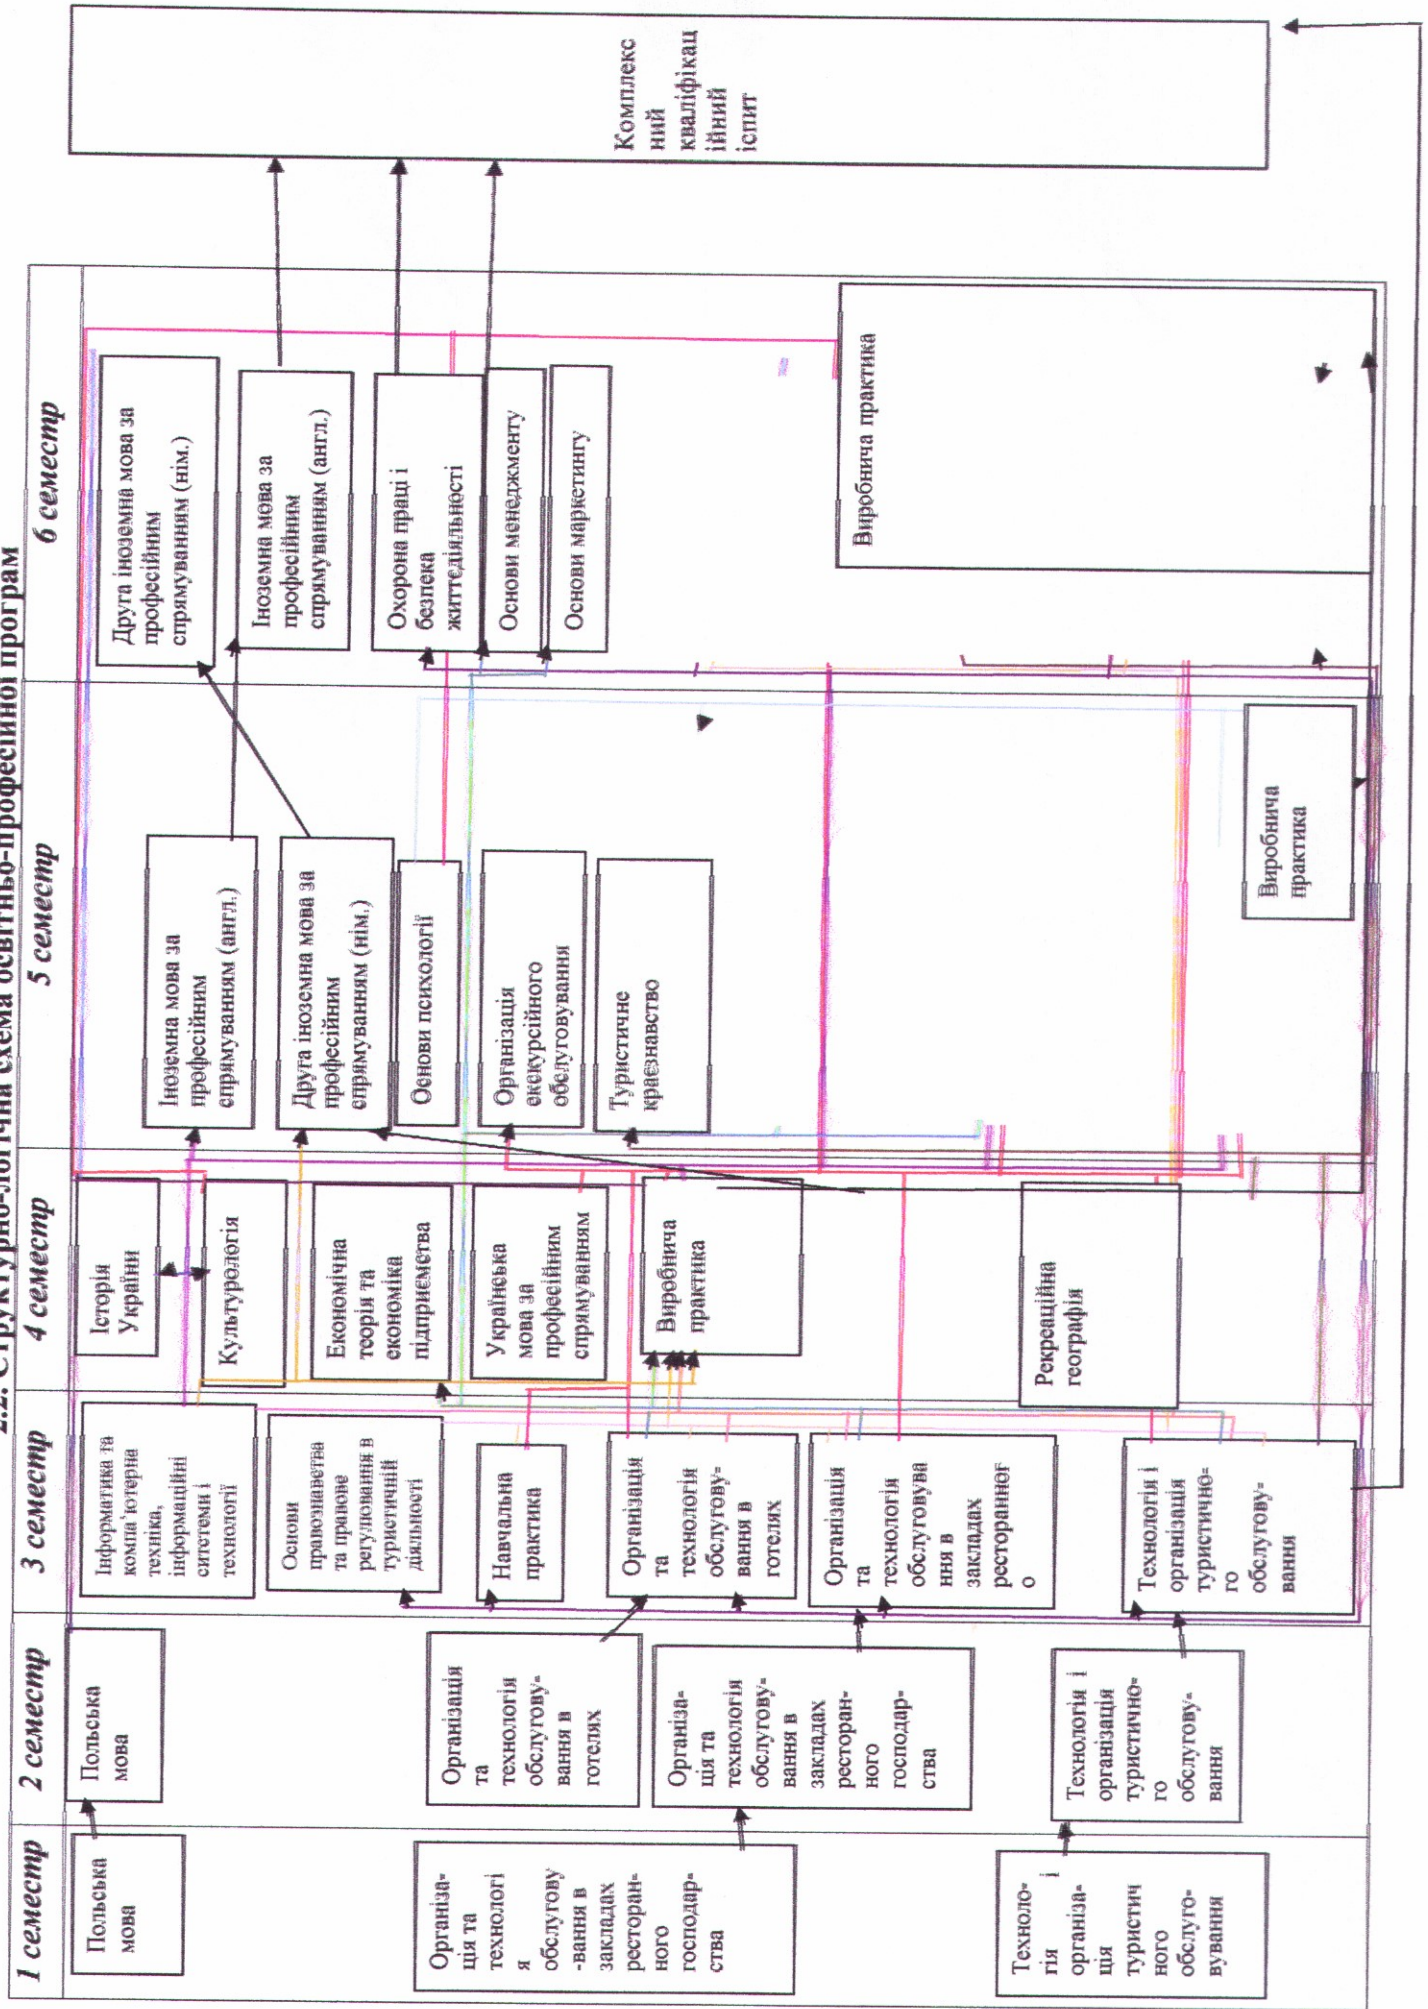 2.2. Структурно-логічна схема освітньо-професійної програм
1 семестр
2 семестр
3 семестр
4 семестр
5 семестр
6 семестр
Польська
мова
Організа-
ція та
технологі
я
обслугову
-вання в
закладах
ресторан-
ного
господар-
ства
Техноло-
гія і
організа-
ція
туристич
ного
обслуго-
вування
Польська
мова
Організація
та
технологія
обслугову-
вання в
готелях
Організа-
ція та
технологія
обслугову-
вання в
закладах
ресторан-
ного
господар-
ства
Технологія і
організація
туристично-
го
обслугову-
вання
Інформатика та
комп'ютерна
техніка,
інформаційні
системи і
технології
Основи
правознавства
та правове
регулювання в
туристичній
діяльності
Навчальна
практика
Організація
та
технологія
обслугову-
вання в
готелях
Організація
та
технологія
обслуговува
ння в
закладах
ресторанног
о
Технологія і
організація
туристично-
го
обслугову-
вання
Історія
України
Культурологія
Економічна
теорія та
економіка
підприємства
Українська
мова за
професійним
спрямуванням
Виробнича
практика
Рекреаційна
географія
Іноземна мова за
професійним
спрямуванням (англ.)
Друга іноземна мова за
професійним
спрямуванням (нім.)
Основи психології
Організація
екскурсійного
обслуговування
Туристичне
краєзнавство
Виробнича
практика
Друга іноземна мова за
професійним
спрямуванням (нім.)
Іноземна мова за
професійним
спрямуванням (англ.)
Охорона праці і
безпека
життєдіяльності
Основи менеджменту
Основи маркетингу
Виробнича практика
Комплекс
ний
кваліфікац
ійний
іспит